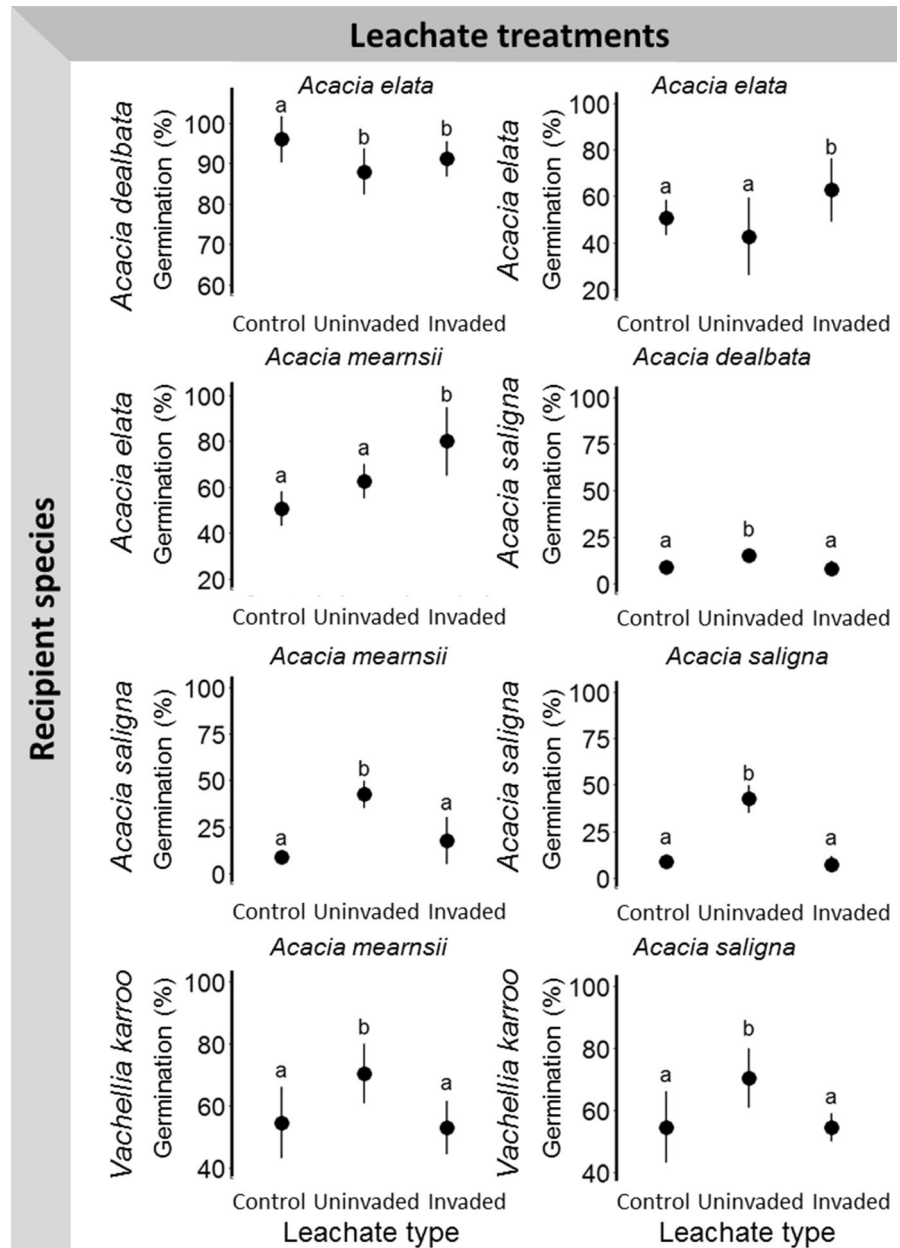 Leachate treatments
Recipient species
Acacia elata
Acacia dealbata
Germination (%)
100
90
80
70
60
a
b
b
Control Uninvaded Invaded
Acacia elata
Acacia elata
Germination (%)
100
80
60
40
20
a
a
b
Control Uninvaded Invaded
Acacia mearnsii
Acacia elata
Germination (%)
100
80
60
40
20
a
a
b
Control Uninvaded Invaded
Acacia dealbata
Acacia saligna
Germination (%)
100
75
50
25
0
a
b
a
Control Uninvaded Invaded
Acacia mearnsii
Acacia saligna
Germination (%)
100
75
50
25
0
a
b
a
Control Uninvaded Invaded
Acacia saligna
Acacia saligna
Germination (%)
100
75
50
25
0
a
b
a
Control Uninvaded Invaded
Acacia mearnsii
Vachellia karroo
Germination (%)
100
80
60
40
a
b
a
Control Uninvaded Invaded
Leachate type
Acacia saligna
Vachellia karroo
Germination (%)
100
80
60
40
a
b
a
Control Uninvaded Invaded
Leachate type